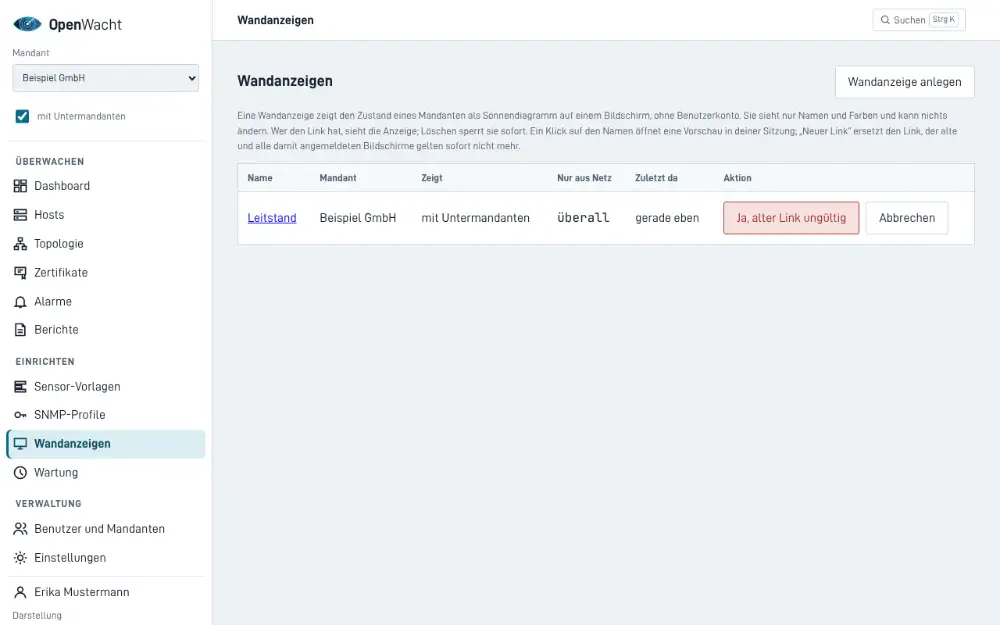 OpenWacht
Mandant
Beispiel GmbH
mit Untermandanten
ÜBERWACHEN
Dashboard
Hosts
Topologie
Zertifikate
Alarme
Berichte
EINRICHTEN
Sensor-Vorlagen
SNMP-Profile
Wandanzeigen
Wartung
VERWALTUNG
Benutzer und Mandanten
Einstellungen
Erika Mustermann
Darstellung
Wandanzeigen
Suchen Strg K
Wandanzeigen
Wandanzeige anlegen
Eine Wandanzeige zeigt den Zustand eines Mandanten als Sonnendiagramm auf einem Bildschirm, ohne Benutzerkonto. Sie sieht nur Namen und Farben und kann nichts
ändern. Wer den Link hat, sieht die Anzeige; Löschen sperrt sie sofort. Ein Klick auf den Namen öffnet eine Vorschau in deiner Sitzung; „Neuer Link" ersetzt den Link, der alte
und alle damit angemeldeten Bildschirme gelten sofort nicht mehr.
Name Mandant Zeigt Nur aus Netz Zuletzt da Aktion
Leitstand Beispiel GmbH mit Untermandanten überall gerade eben Ja, alter Link ungültig Abbrechen